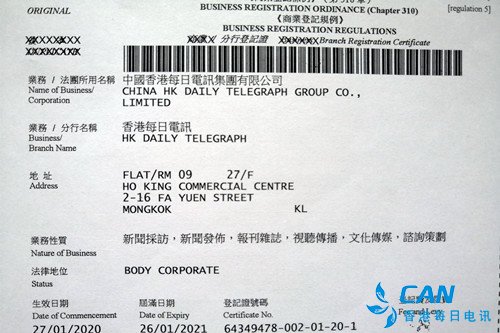 ORIGINAL
BUSINESS REGISTRATION ORDINANCE (Chapter 310)
[regulation 5]
《商業登記規例》
BUSINESS REGISTRATION REGULATIONS
分行登記證
Branch Registration Certificate
業務 / 法團所用名稱 中國香港每日電訊集團有限公司
Name of Business/ CHINA HK DAILY TELEGRAPH GROUP CO.,
Corporation LIMITED
業務 / 分行名稱 香港每日電訊
Business/ HK DAILY TELEGRAPH
Branch Name
地址 FLAT/RM 09 27/F
Address HO KING COMMERCIAL CENTRE
2-16 FA YUEN STREET
MONGKOK KL
業務性質 新聞採訪，新聞發佈，報刊雜誌，視聽傳播，文化傳媒，諮詢策劃
Nature of Business
法律地位 BODY CORPORATE
Status
生效日期 屆滿日期 登記證號碼
Date of Commencement Date of Expiry Certificate No.
Fee and Levy
27/01/2020 26/01/2021 64349478-002-01-20-1
CAN
香港每日电讯